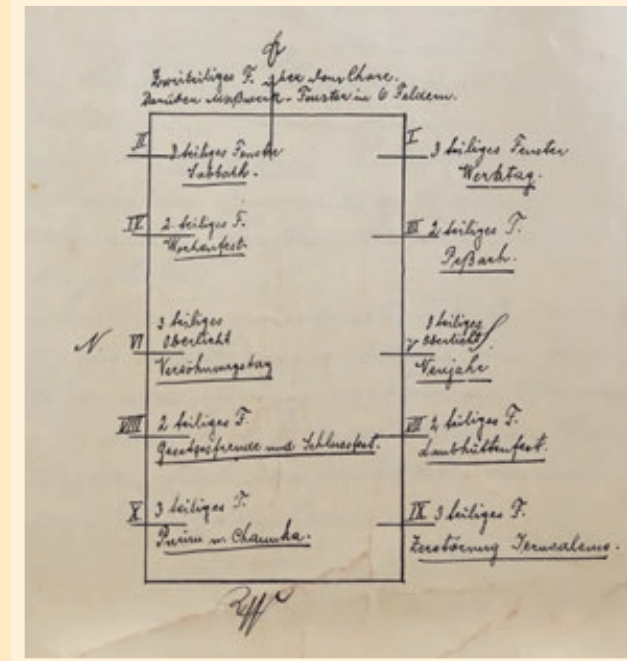 Zweiteiliges F. über dem Chore.
Darüber Maßwerk-Fenster in 6 Feldern.
II
3 teiliges Fenster
Sabbath.
I
3 teiliges Fenster
Werktag.
IV
2 teiliges F.
Wochenfest.
III 2 teiliges F.
Peßach.
N.
VI
3 teiliges
Oberlicht
Versöhnungstag
3 teiliges
V Oberlicht
Neujahr
VIII 2 teiliges F.
Gesetzesfreude und Schlussfest.
VII 2 teiliges F.
Laubhüttenfest.
X 3 teiliges F.
Purim u. Chanuka.
IX 3 teiliges F.
Zerstörung Jerusalems.